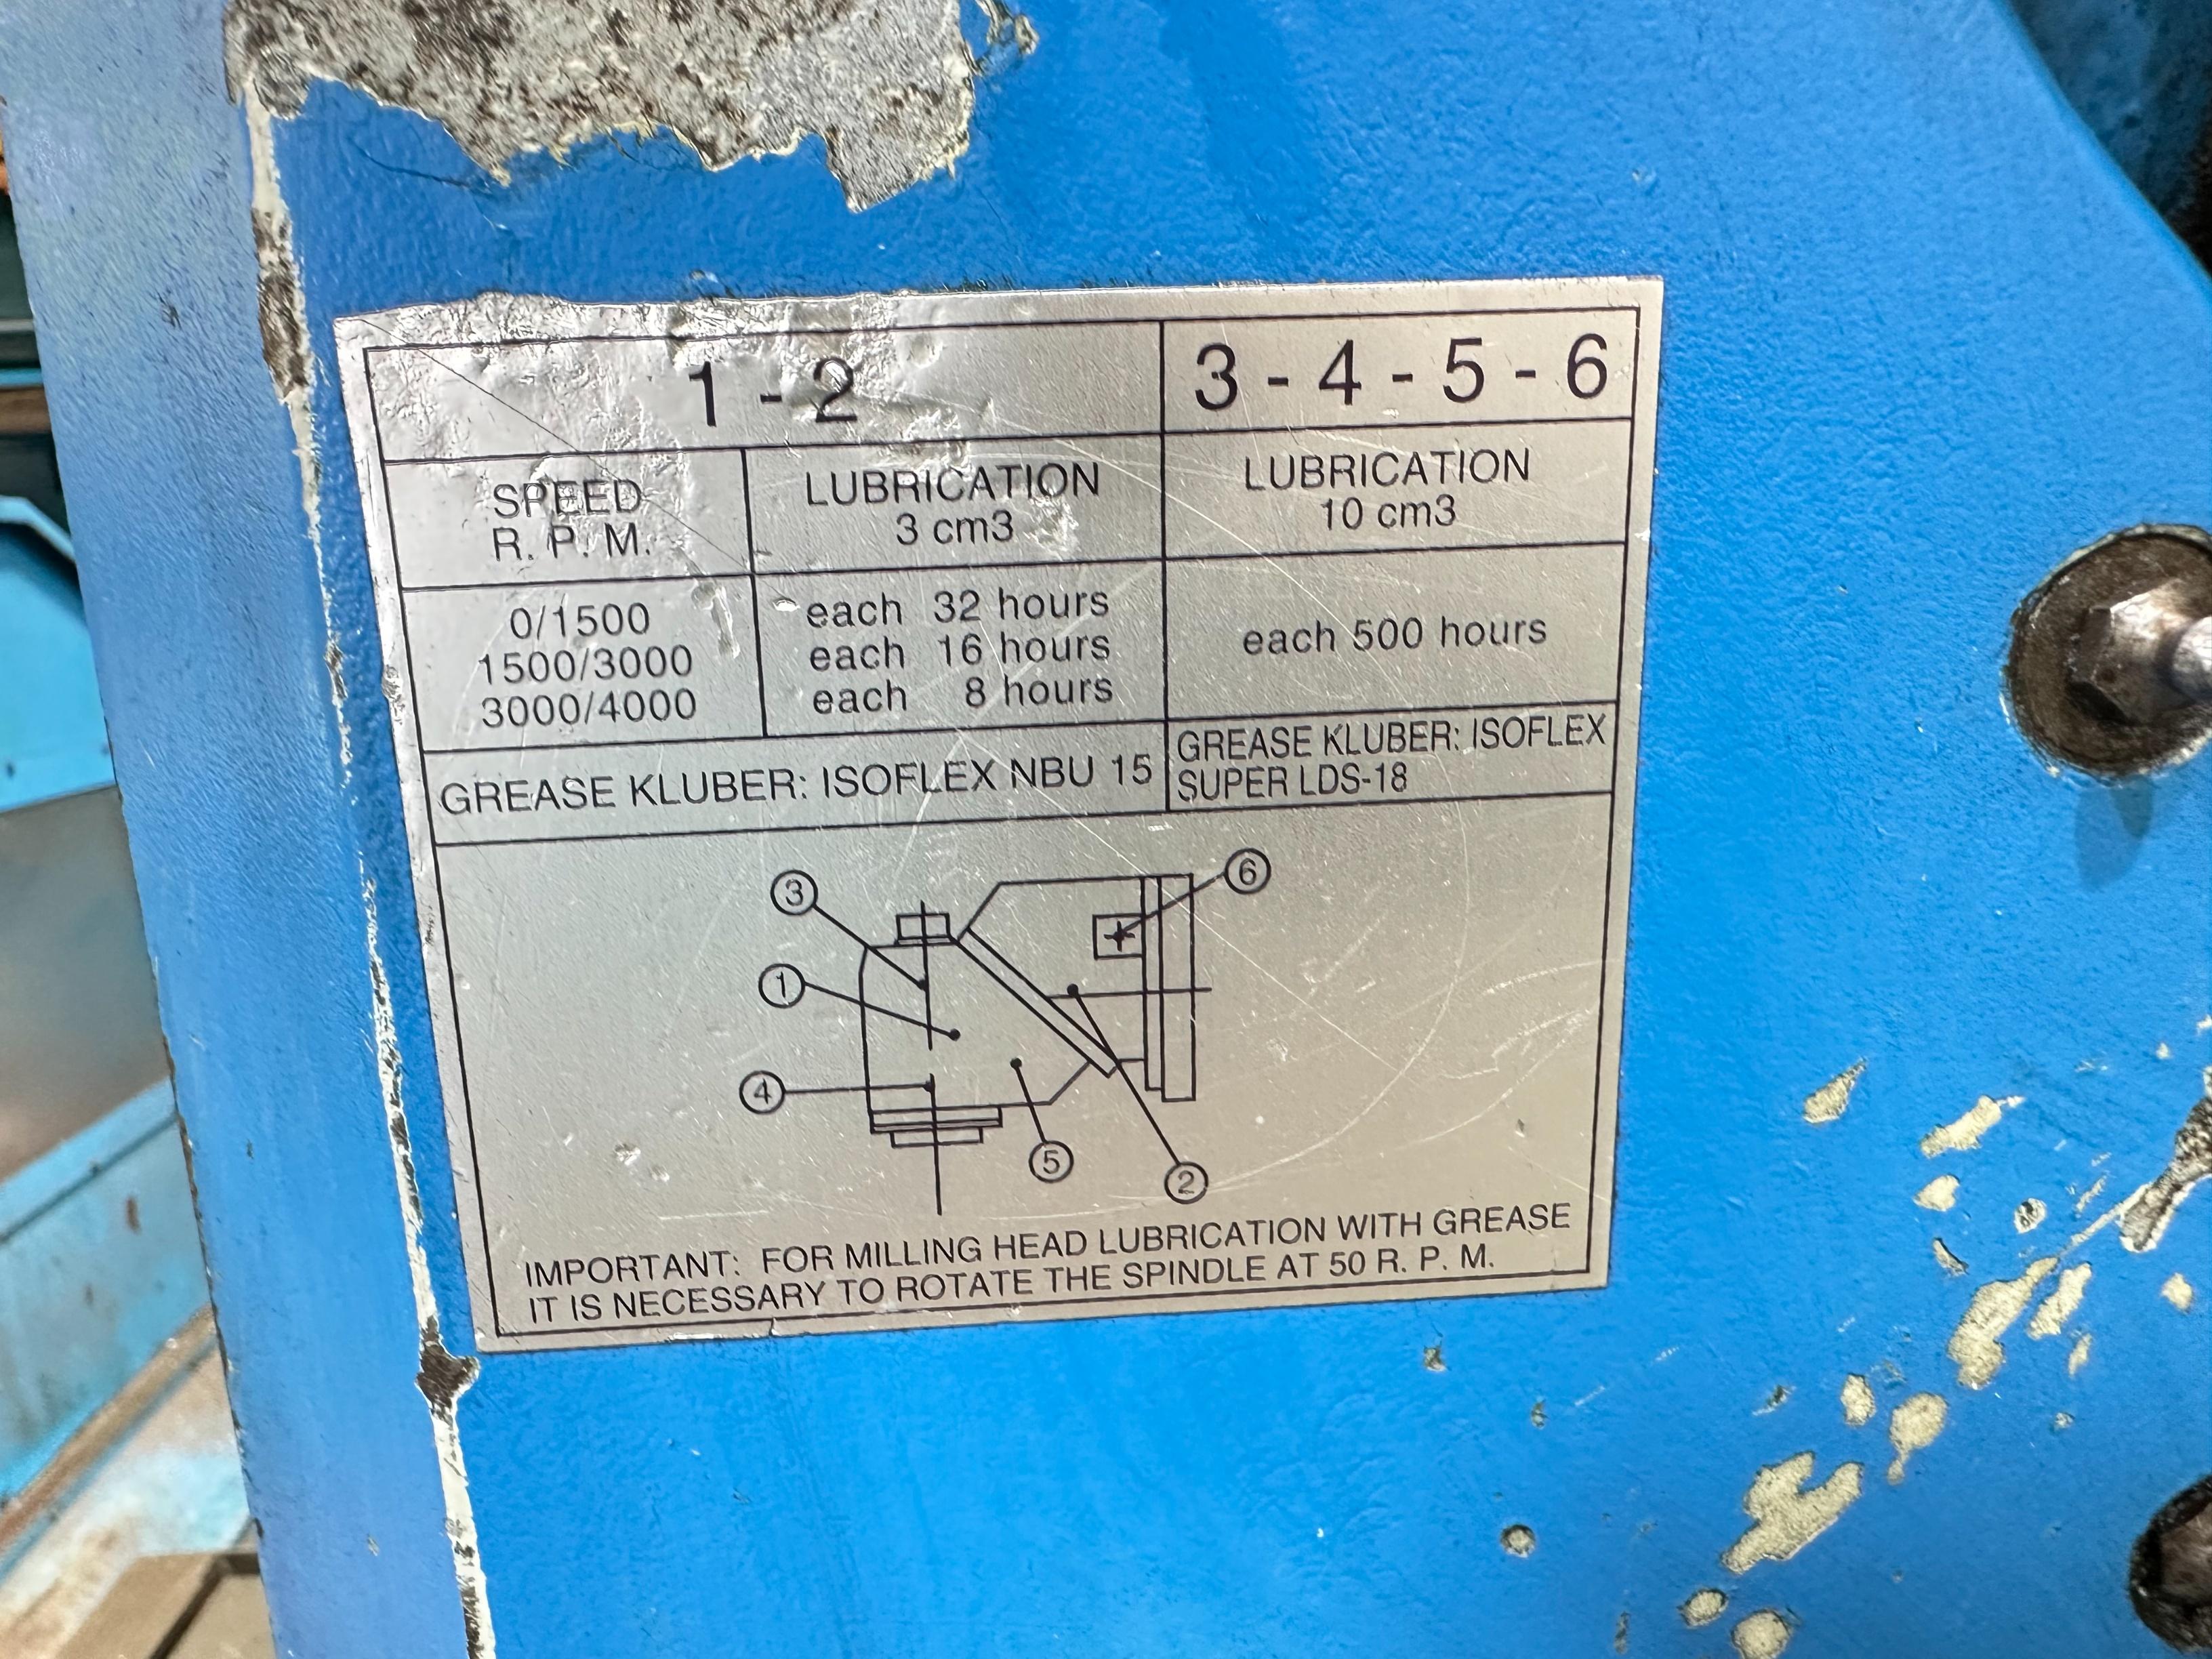 1 - 2
3 - 4 - 5 - 6
SPEED
R. P. M.
LUBRICATION
3 cm3
LUBRICATION
10 cm3
0/1500
1500/3000
3000/4000
each 32 hours
each 16 hours
each 8 hours
each 500 hours
GREASE KLUBER: ISOFLEX NBU 15
GREASE KLUBER: ISOFLEX
SUPER LDS-18
3
6
1
4
5
2
IMPORTANT: FOR MILLING HEAD LUBRICATION WITH GREASE
IT IS NECESSARY TO ROTATE THE SPINDLE AT 50 R. P. M.